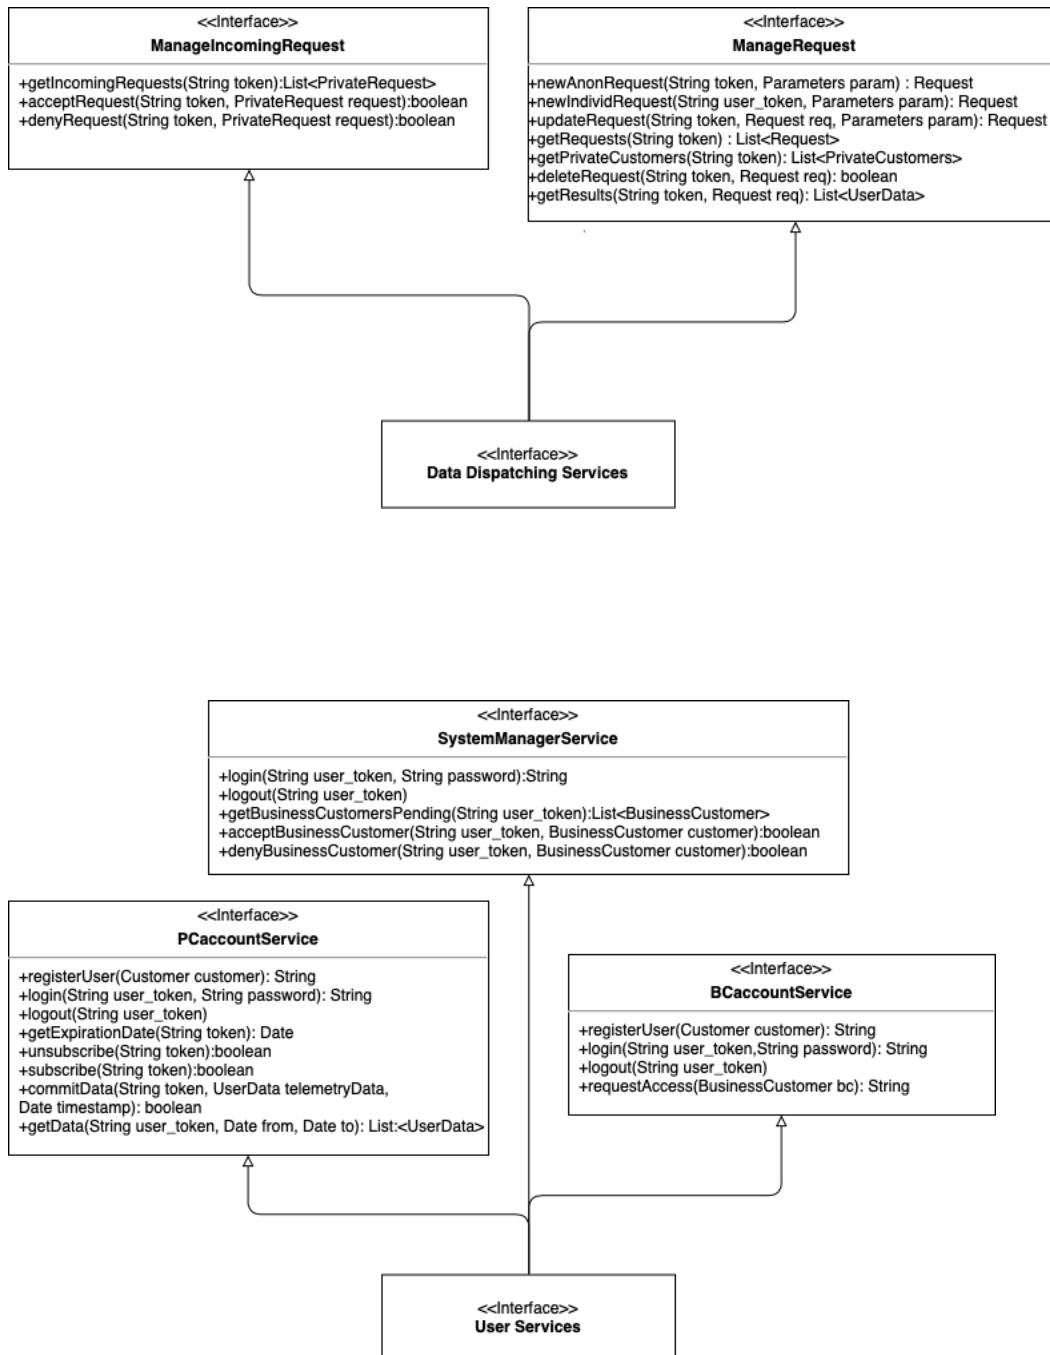 <<Interface>>
ManageIncomingRequest
+getIncomingRequests(String token):List<PrivateRequest>
+acceptRequest(String token, PrivateRequest request):boolean
+denyRequest(String token, PrivateRequest request):boolean
<<Interface>>
ManageRequest
+newAnonRequest(String token, Parameters param) : Request
+newIndividRequest(String user_token, Parameters param): Request
+updateRequest(String token, Request req, Parameters param): Request
+getRequests(String token) : List<Request>
+getPrivateCustomers(String token): List<PrivateCustomers>
+deleteRequest(String token, Request req): boolean
+getResults(String token, Request req): List<UserData>
<<Interface>>
Data Dispatching Services
<<Interface>>
SystemManagerService
+login(String user_token, String password):String
+logout(String user_token)
+getBusinessCustomersPending(String user_token):List<BusinessCustomer>
+acceptBusinessCustomer(String user_token, BusinessCustomer customer):boolean
+denyBusinessCustomer(String user_token, BusinessCustomer customer):boolean
<<Interface>>
PCaccountService
+registerUser(Customer customer): String
+login(String user_token, String password): String
+logout(String user_token)
+getExpirationDate(String token): Date
+unsubscribe(String token):boolean
+subscribe(String token):boolean
+commitData(String token, UserData telemetryData,
Date timestamp): boolean
+getData(String user_token, Date from, Date to): List:<UserData>
<<Interface>>
BCaccountService
+registerUser(Customer customer): String
+login(String user_token,String password): String
+logout(String user_token)
+requestAccess(BusinessCustomer bc): String
<<Interface>>
User Services